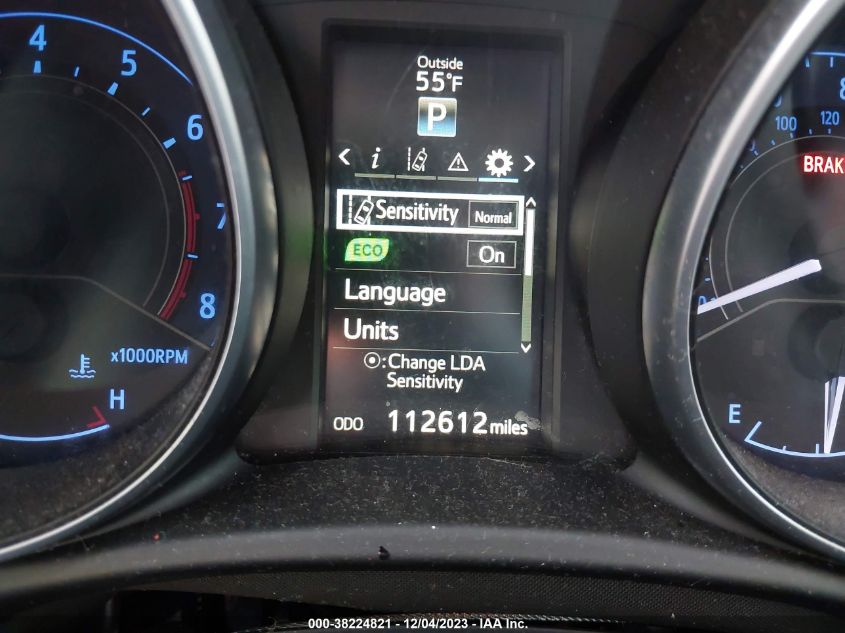 4
5
6
7
8
x1000RPM
H
Outside
55°F
P
i
Sensitivity Normal
ECO On
Language
Units
:Change LDA
Sensitivity
ODO 112612 miles
100
120
BRAK
E
000-38224821 - 12/04/2023 - IAA Inc.